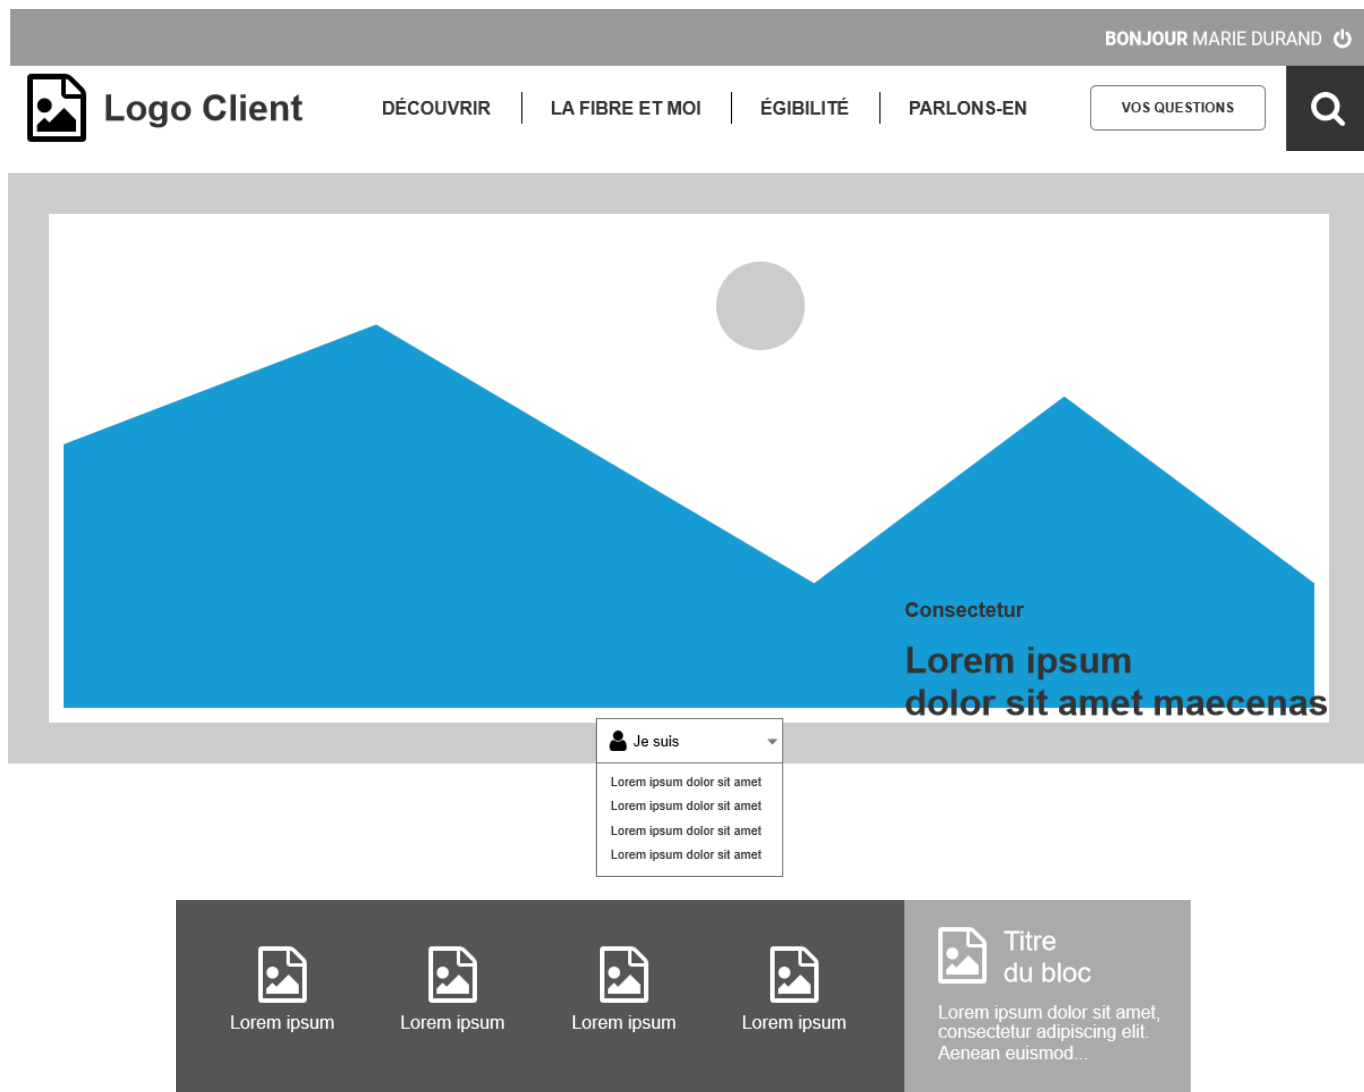 BONJOUR MARIE DURAND
Logo Client
DÉCOUVRIR
LA FIBRE ET MOI
ÉGIBILITÉ
PARLONS-EN
VOS QUESTIONS
Consectetur
Lorem ipsum
dolor sit amet maecenas
Je suis
Lorem ipsum dolor sit amet
Lorem ipsum dolor sit amet
Lorem ipsum dolor sit amet
Lorem ipsum dolor sit amet
Lorem ipsum
Lorem ipsum
Lorem ipsum
Lorem ipsum
Titre
du bloc
Lorem ipsum dolor sit amet,
consectetur adipiscing elit.
Aenean euismod...